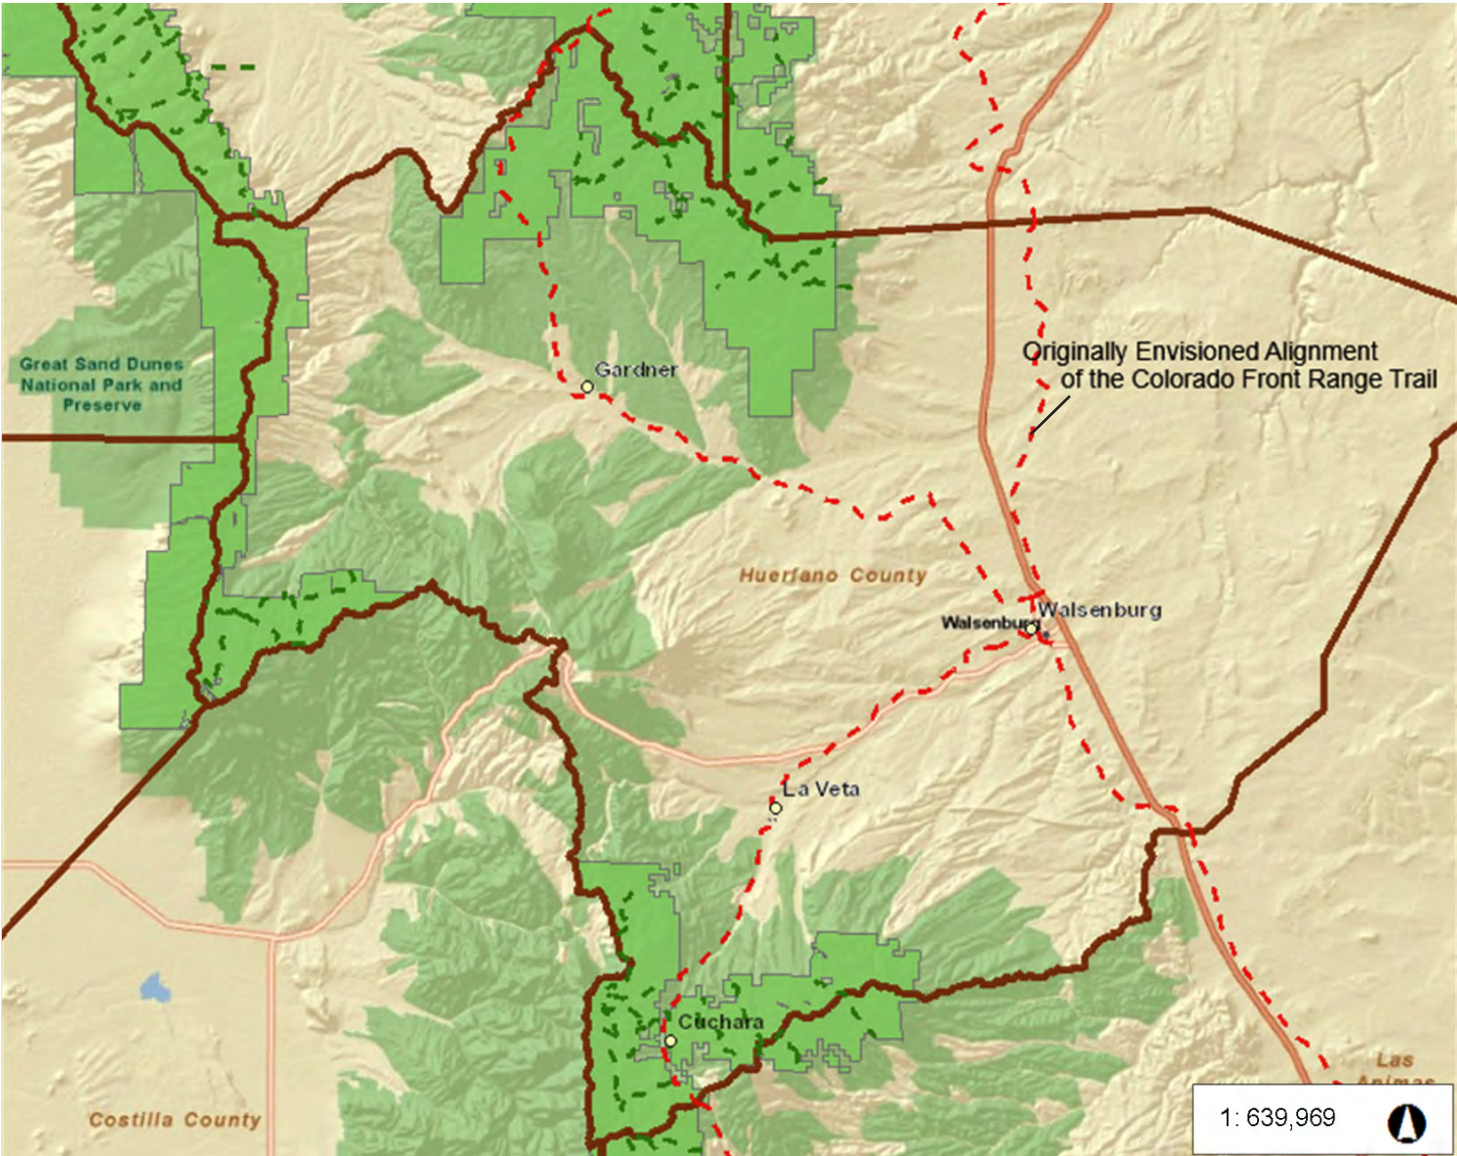 Originally Envisioned Alignment
of the Colorado Front Range Trail
Great Sand Dunes
National Park and
Preserve
Gardner
Huerfano County
Walsenburg
Walsenburg
La Veta
Cuchara
Costilla County
Las
Animas
1: 639,969